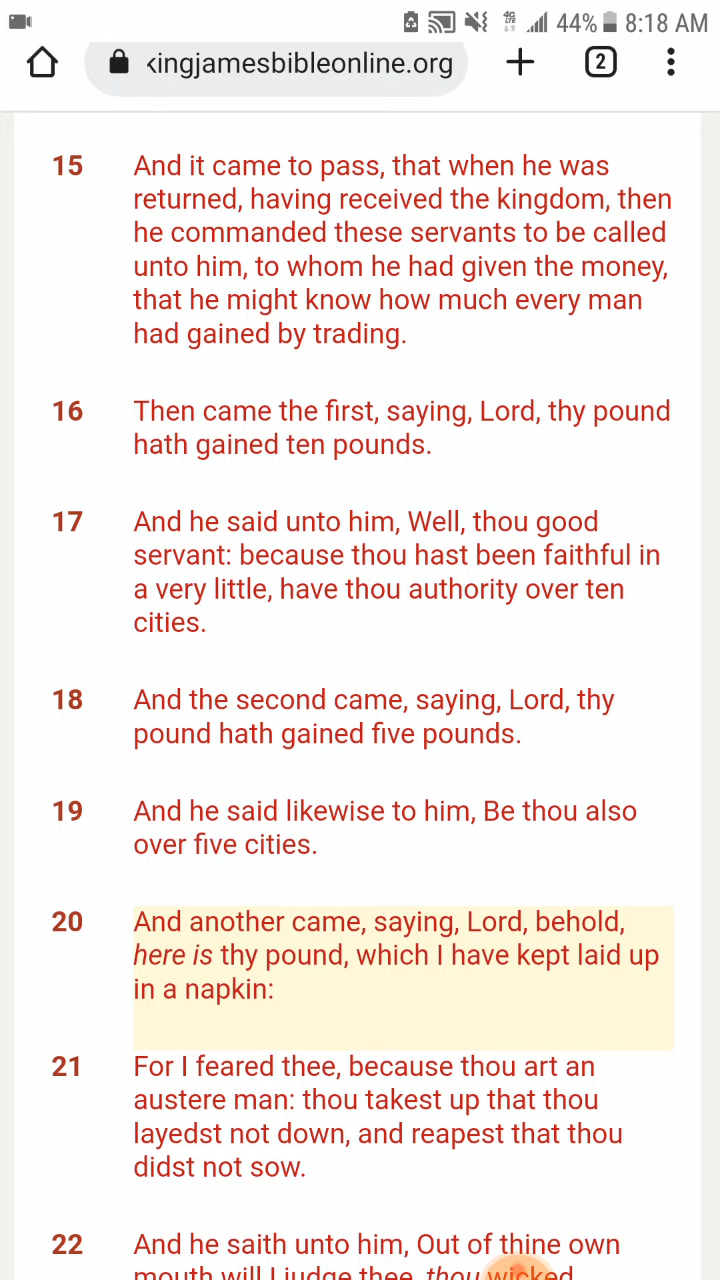 4G
LTE
44%
8:18 AM
kingjamesbibleonline.org
2
15 And it came to pass, that when he was
returned, having received the kingdom, then
he commanded these servants to be called
unto him, to whom he had given the money,
that he might know how much every man
had gained by trading.
16 Then came the first, saying, Lord, thy pound
hath gained ten pounds.
17 And he said unto him, Well, thou good
servant: because thou hast been faithful in
a very little, have thou authority over ten
cities.
18 And the second came, saying, Lord, thy
pound hath gained five pounds.
19 And he said likewise to him, Be thou also
over five cities.
20 And another came, saying, Lord, behold,
here is thy pound, which I have kept laid up
in a napkin:
21 For I feared thee, because thou art an
austere man: thou takest up that thou
layedst not down, and reapest that thou
didst not sow.
22 And he saith unto him, Out of thine own
mouth will I judge thee, thou wicked